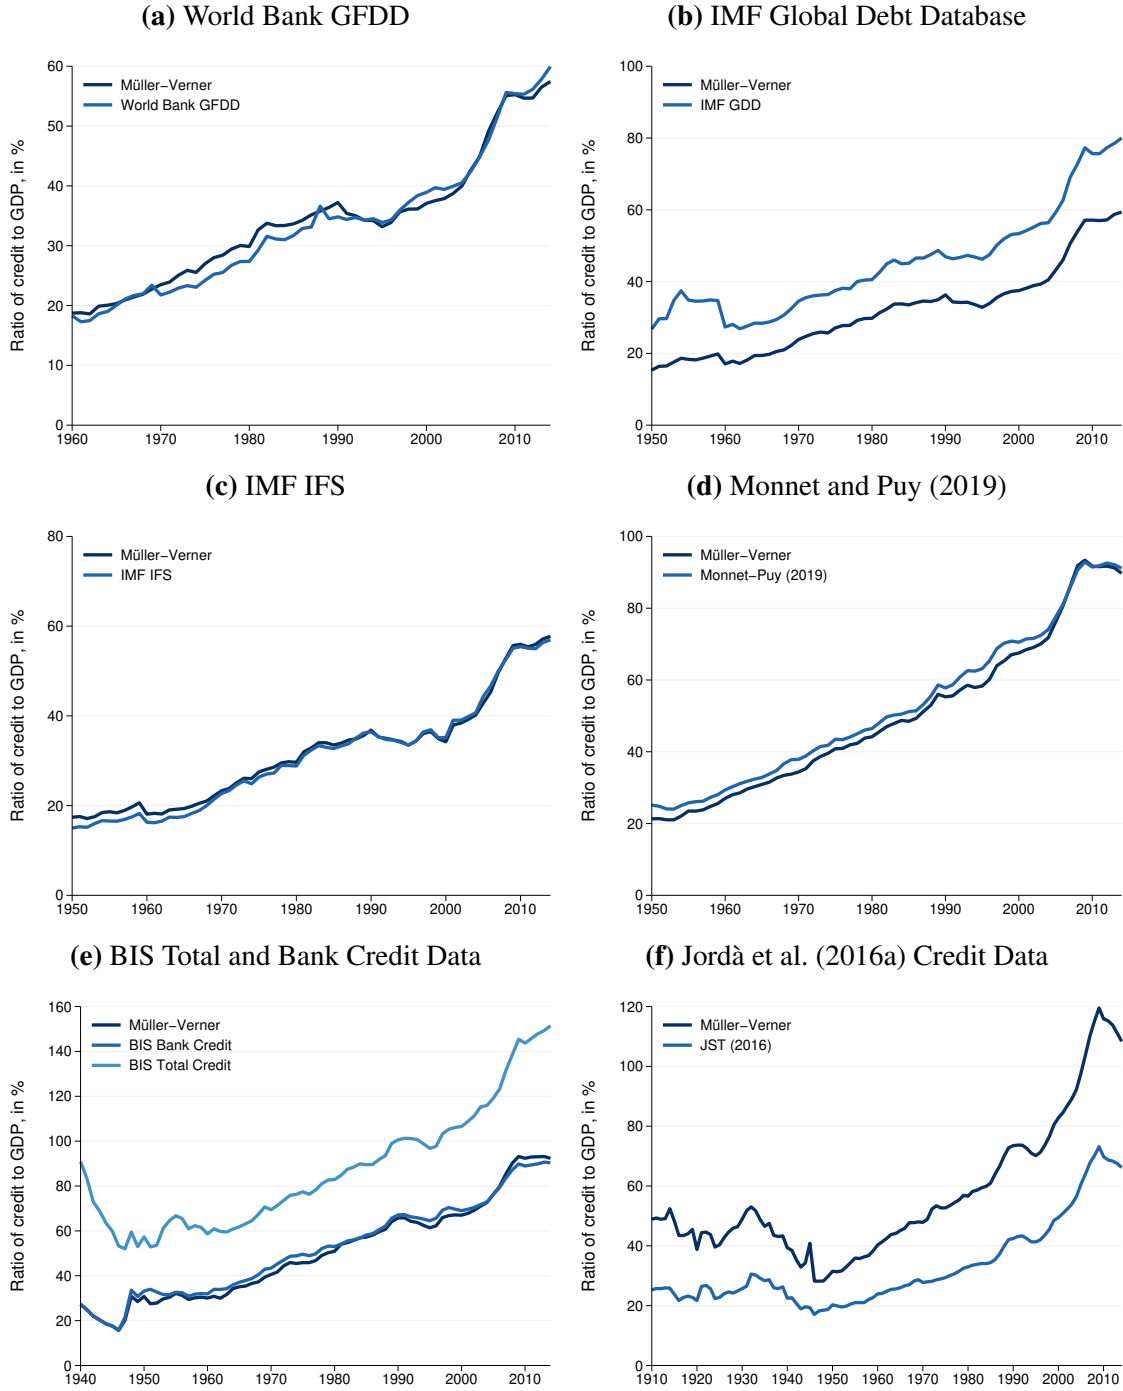 (a) World Bank GFDD
Ratio of credit to GDP, in %
60
50
40
30
20
10
0
Müller−Verner
World Bank GFDD
1960 1970 1980 1990 2000 2010
(b) IMF Global Debt Database
Ratio of credit to GDP, in %
100
80
60
40
20
0
Müller−Verner
IMF GDD
1950 1960 1970 1980 1990 2000 2010
(c) IMF IFS
Ratio of credit to GDP, in %
80
60
40
20
0
Müller−Verner
IMF IFS
1950 1960 1970 1980 1990 2000 2010
(d) Monnet and Puy (2019)
Ratio of credit to GDP, in %
100
80
60
40
20
0
Müller−Verner
Monnet−Puy (2019)
1950 1960 1970 1980 1990 2000 2010
(e) BIS Total and Bank Credit Data
Ratio of credit to GDP, in %
160
140
120
100
80
60
40
20
0
Müller−Verner
BIS Bank Credit
BIS Total Credit
1940 1950 1960 1970 1980 1990 2000 2010
(f) Jordà et al. (2016a) Credit Data
Ratio of credit to GDP, in %
120
100
80
60
40
20
0
Müller−Verner
JST (2016)
1910 1920 1930 1940 1950 1960 1970 1980 1990 2000 2010